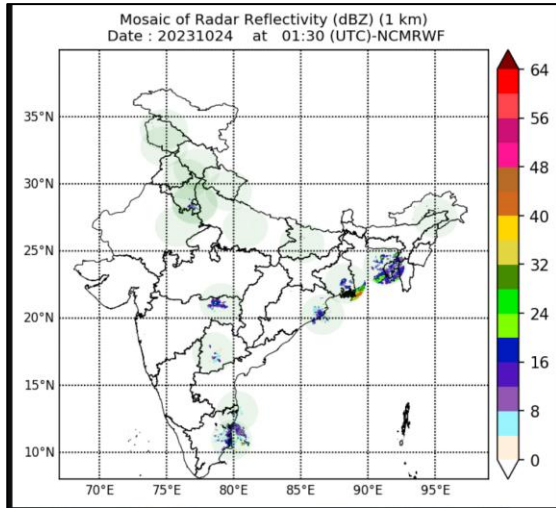 Mosaic of Radar Reflectivity (dBZ) (1 km)
Date : 20231024 at 01:30 (UTC)-NCMRWF
64
56
48
40
32
24
16
8
0
35°N
30°N
25°N
20°N
15°N
10°N
70°E
75°E
80°E
85°E
90°E
95°E